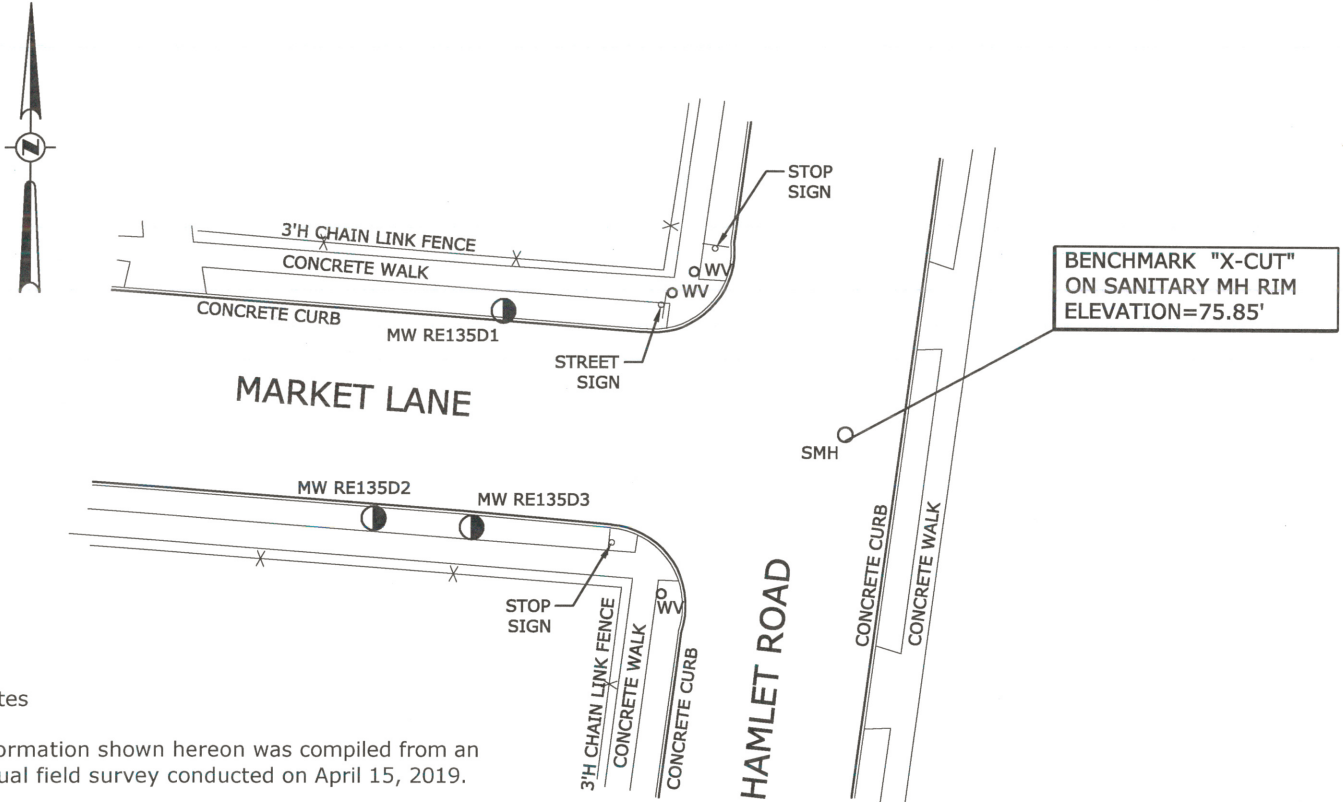 N
STOP
SIGN
3'H CHAIN LINK FENCE
CONCRETE WALK
WV
WV
CONCRETE CURB
MW RE135D1
STREET
SIGN
BENCHMARK "X-CUT"
ON SANITARY MH RIM
ELEVATION=75.85'
MARKET LANE
SMH
MW RE135D2
MW RE135D3
STOP
SIGN
WV
3'H CHAIN LINK FENCE
CONCRETE WALK
CONCRETE CURB
HAMLET ROAD
CONCRETE CURB
CONCRETE WALK
tes
ormation shown hereon was compiled from an
ual field survey conducted on April 15, 2019.